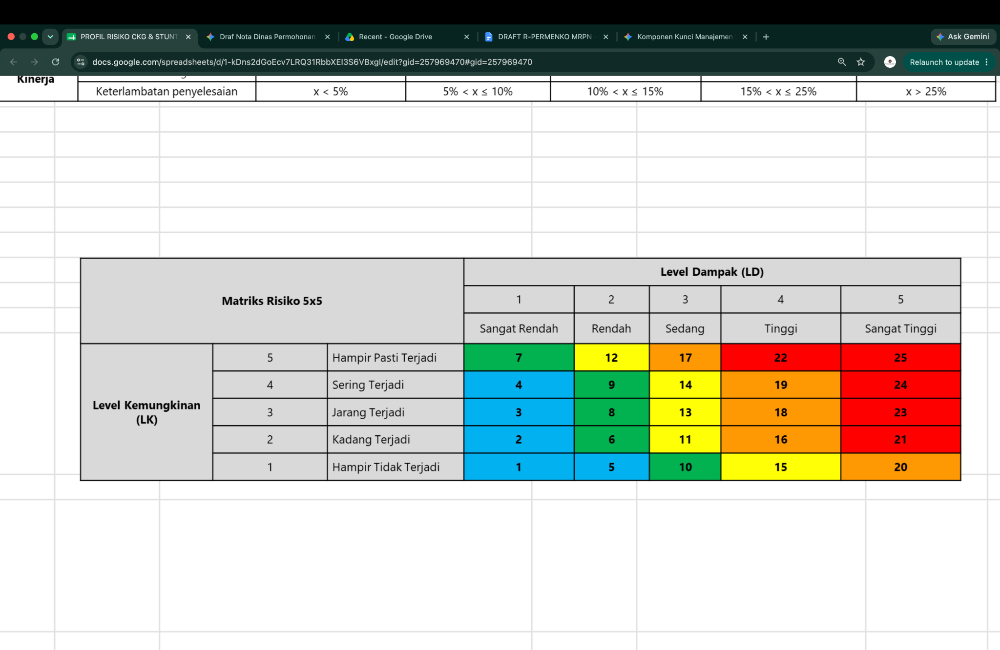 PROFIL RISIKO CKG & STUNT
Draf Nota Dinas Permohonan
Recent - Google Drive
DRAFT R-PERMENKO MRPN
Komponen Kunci Manajemen
Ask Gemini
docs.google.com/spreadsheets/d/1-kDns2dGoEcv7LRQ31RbbXEI3S6VBxgI/edit?gid=257969470#gid=257969470
Relaunch to update
Kinerja
Keterlambatan penyelesaian x < 5% 5% < x ≤ 10% 10% < x ≤ 15% 15% < x ≤ 25% x > 25%
Matriks Risiko 5x5
Level Dampak (LD)
1 2 3 4 5
Sangat Rendah Rendah Sedang Tinggi Sangat Tinggi
Level Kemungkinan
(LK)
5 Hampir Pasti Terjadi 7 12 17 22 25
4 Sering Terjadi 4 9 14 19 24
3 Jarang Terjadi 3 8 13 18 23
2 Kadang Terjadi 2 6 11 16 21
1 Hampir Tidak Terjadi 1 5 10 15 20